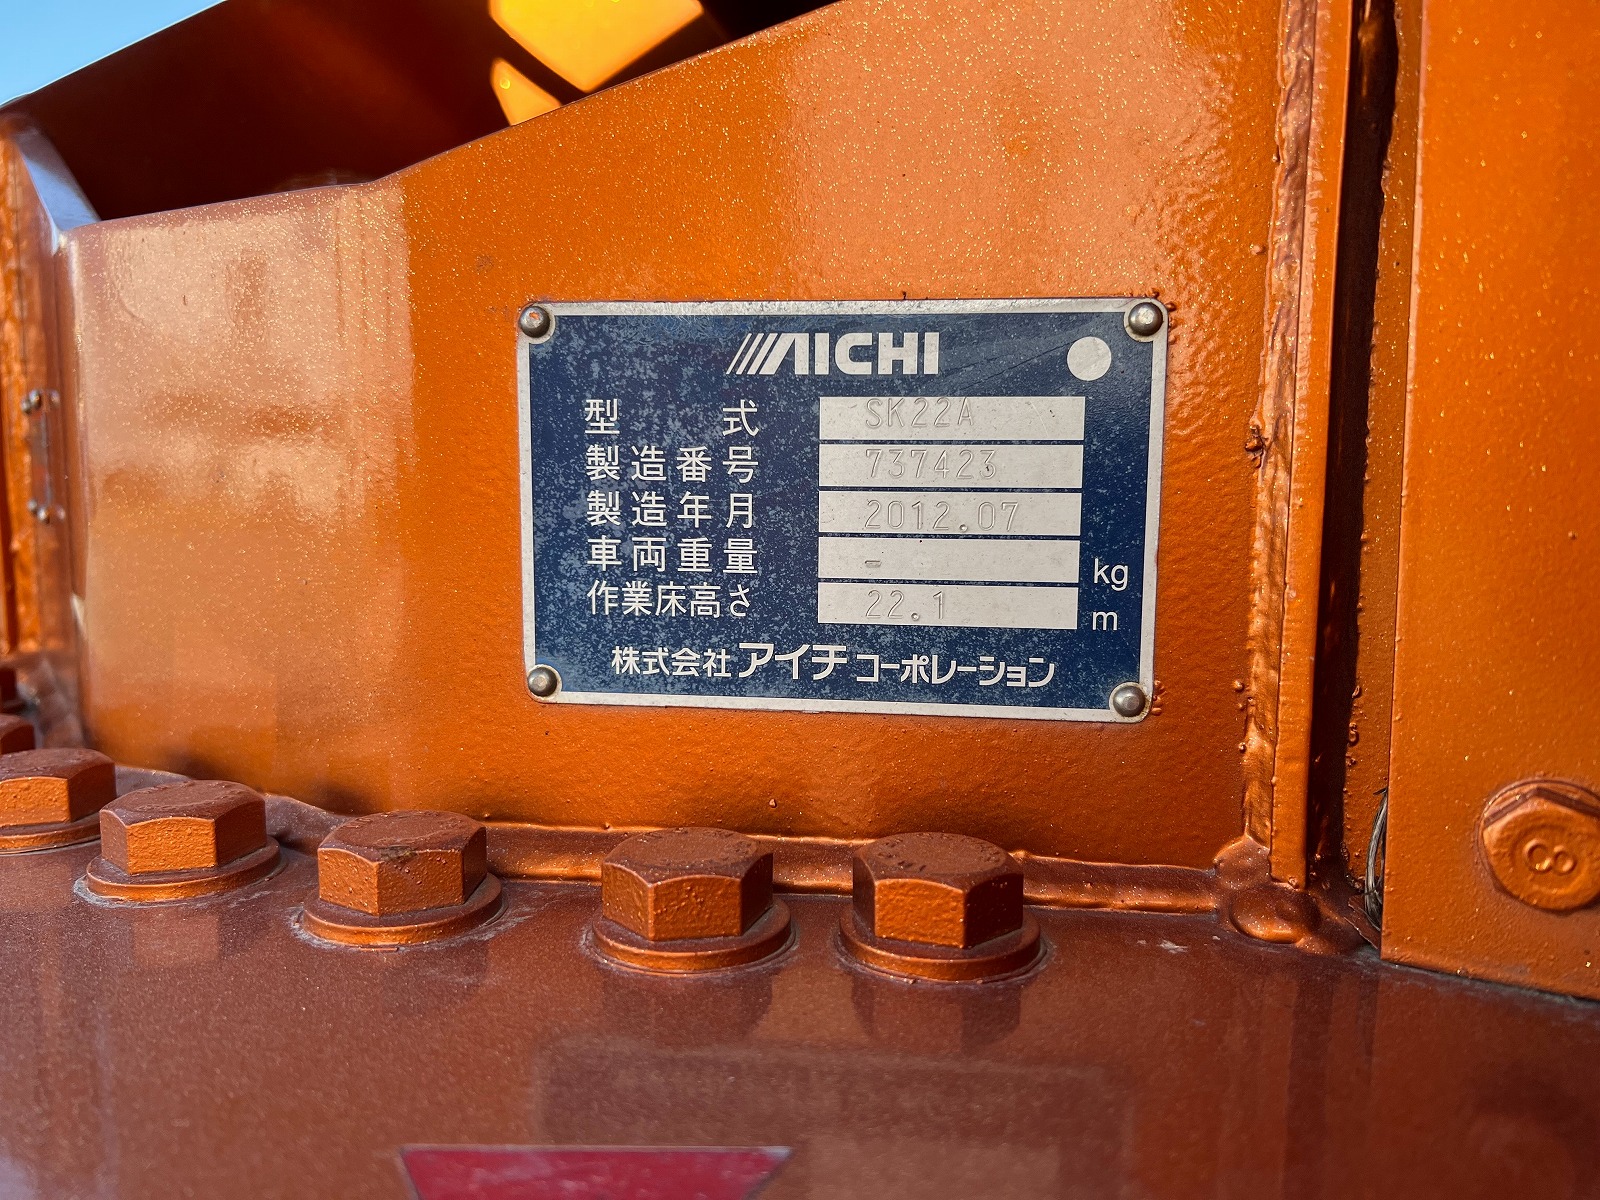 AICHI
型式 SK22A
製造番号 737423
製造年月 2012.07
車両重量 - kg
作業床高さ 22.1 m
株式会社アイチコーポレーション
8